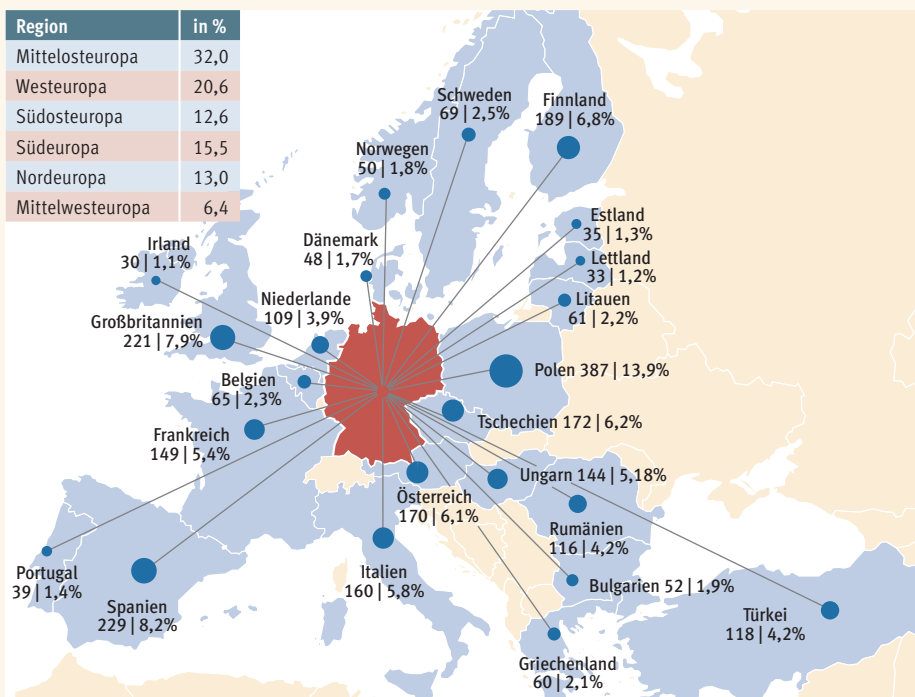 Region in %
Mittelosteuropa 32,0
Westeuropa 20,6
Südosteuropa 12,6
Südeuropa 15,5
Nordeuropa 13,0
Mittelwesteuropa 6,4
Schweden
69 | 2,5%
Finnland
189 | 6,8%
Norwegen
50 | 1,8%
Estland
35 | 1,3%
Lettland
33 | 1,2%
Litauen
61 | 2,2%
Irland
30 | 1,1%
Dänemark
48 | 1,7%
Niederlande
109 | 3,9%
Großbritannien
221 | 7,9%
Belgien
65 | 2,3%
Frankreich
149 | 5,4%
Polen 387 | 13,9%
Tschechien 172 | 6,2%
Ungarn 144 | 5,18%
Österreich
170 | 6,1%
Rumänien
116 | 4,2%
Portugal
39 | 1,4%
Spanien
229 | 8,2%
Italien
160 | 5,8%
Bulgarien 52 | 1,9%
Türkei
118 | 4,2%
Griechenland
60 | 2,1%